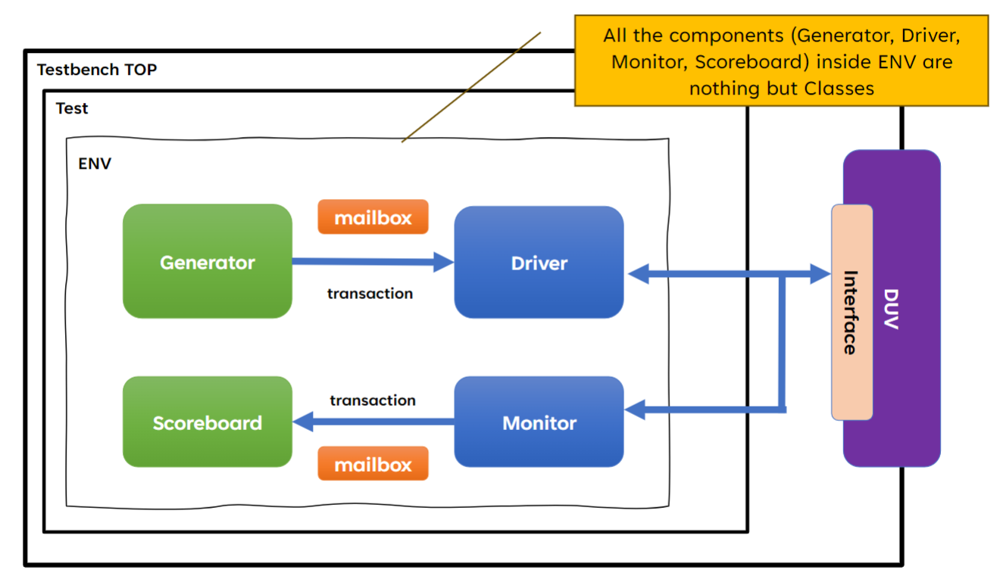 All the components (Generator, Driver,
Monitor, Scoreboard) inside ENV are
nothing but Classes
Testbench TOP
Test
ENV
mailbox
Generator
Driver
transaction
Interface
DUV
transaction
Scoreboard
Monitor
mailbox